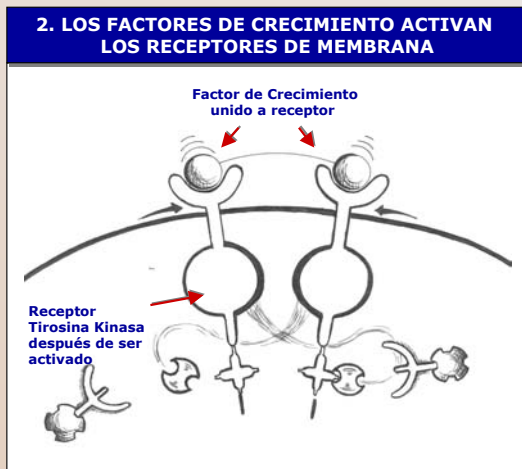 2. LOS FACTORES DE CRECIMIENTO ACTIVAN
LOS RECEPTORES DE MEMBRANA
Factor de Crecimiento
unido a receptor
Receptor
Tirosina Kinasa
después de ser
activado